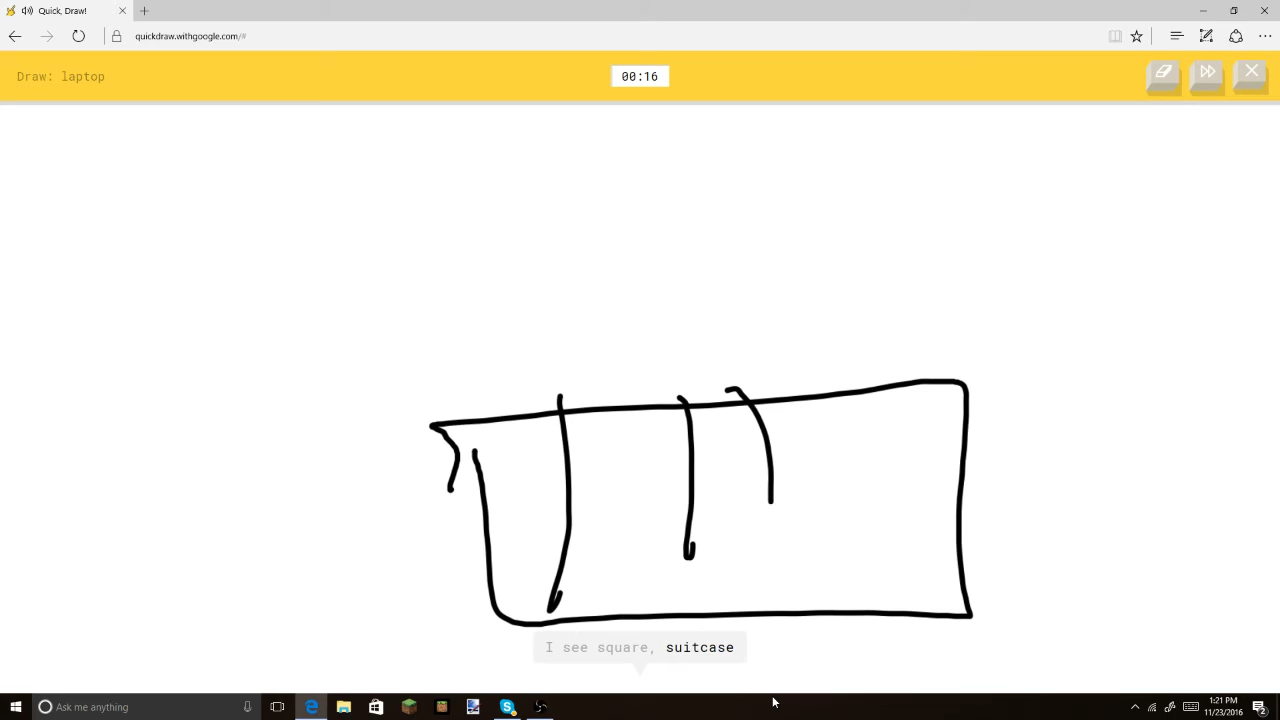 Quick, Draw!
quickdraw.withgoogle.com/#
Draw: laptop
00:16
I see square, suitcase
Ask me anything
1:21 PM
11/23/2016
2